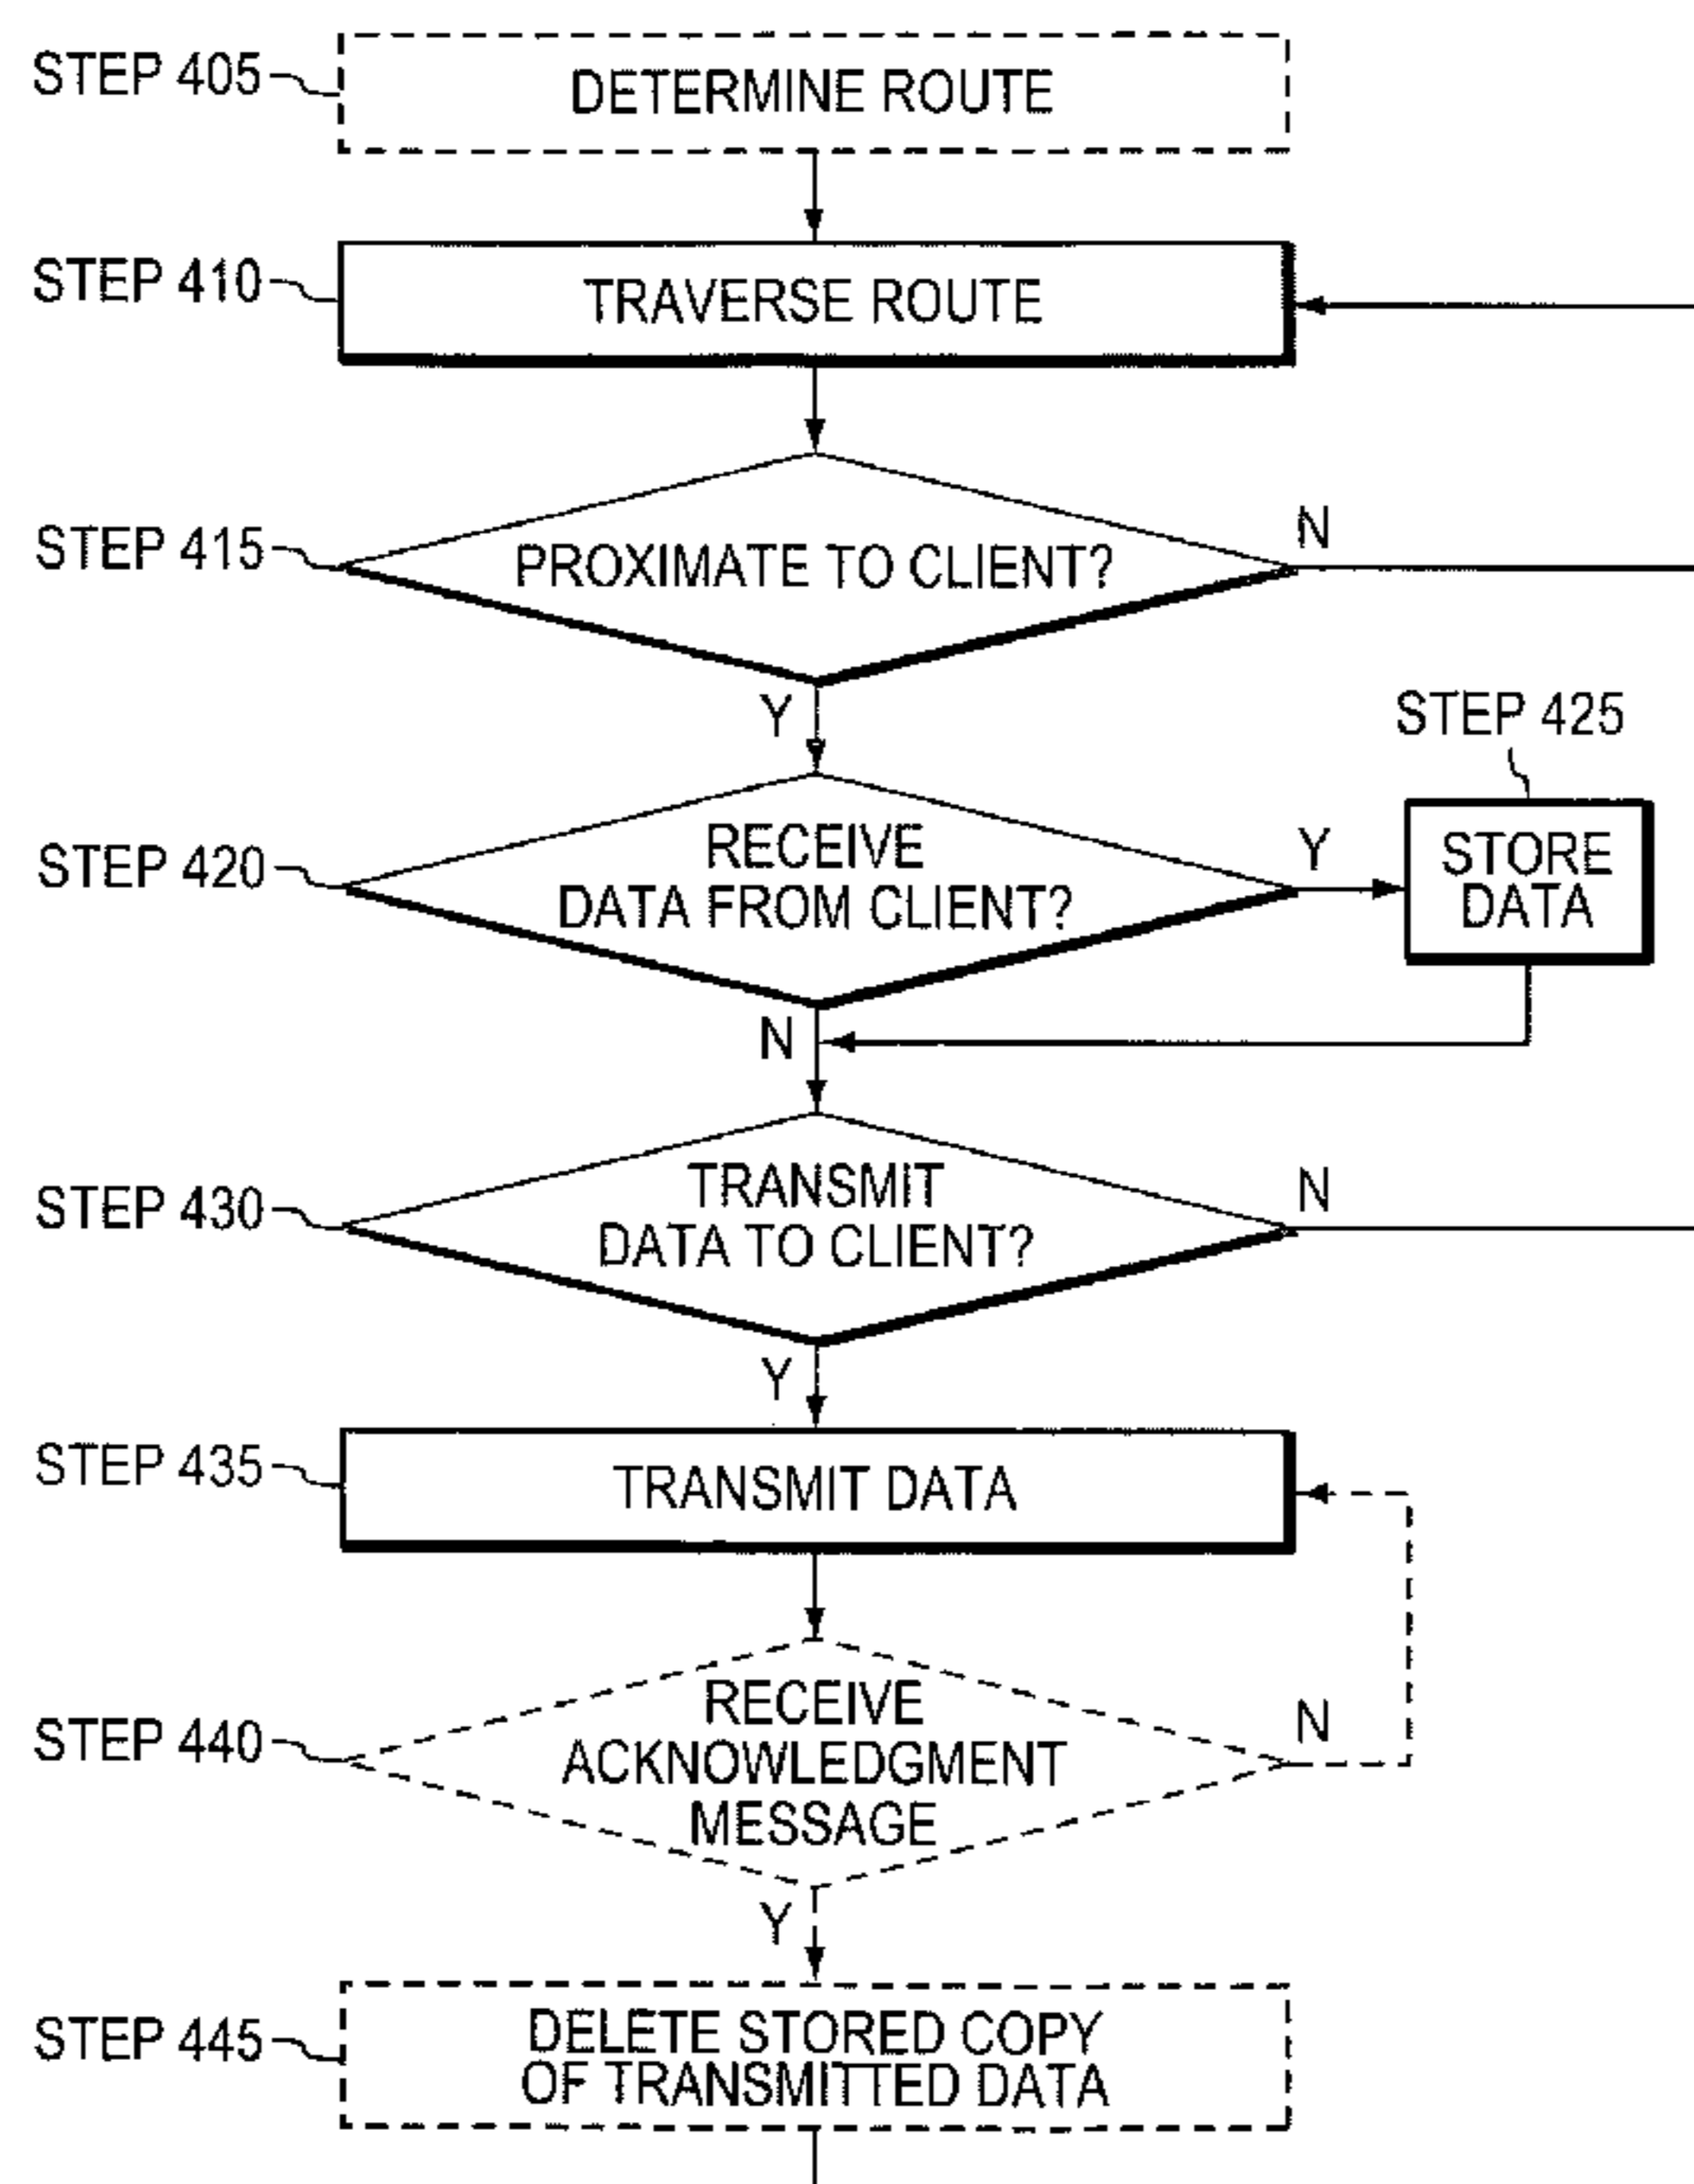 STEP 405
DETERMINE ROUTE
STEP 410
TRAVERSE ROUTE
STEP 415
PROXIMATE TO CLIENT?
N
Y
STEP 425
STEP 420
RECEIVE
DATA FROM CLIENT?
Y
STORE
DATA
N
STEP 430
TRANSMIT
DATA TO CLIENT?
N
Y
STEP 435
TRANSMIT DATA
STEP 440
RECEIVE
ACKNOWLEDGMENT
MESSAGE
N
Y
STEP 445
DELETE STORED COPY
OF TRANSMITTED DATA